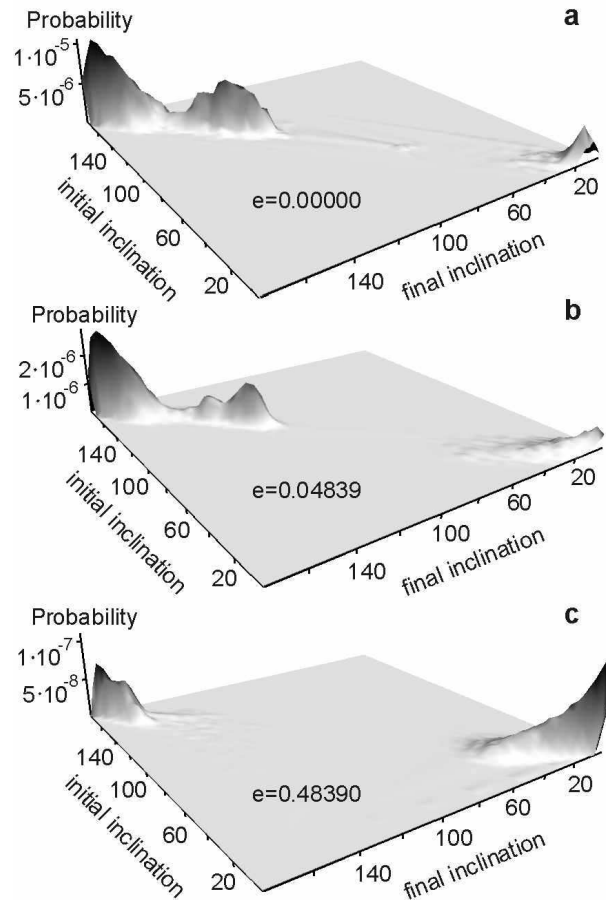 Probability
a
1·10⁻⁵
5·10⁻⁶
140
100
60
20
initial inclination
e=0.00000
140
100
60
20
final inclination
Probability
b
2·10⁻⁶
1·10⁻⁶
140
100
60
20
initial inclination
e=0.04839
140
100
60
20
final inclination
Probability
c
1·10⁻⁷
5·10⁻⁸
140
100
60
20
initial inclination
e=0.48390
140
100
60
20
final inclination